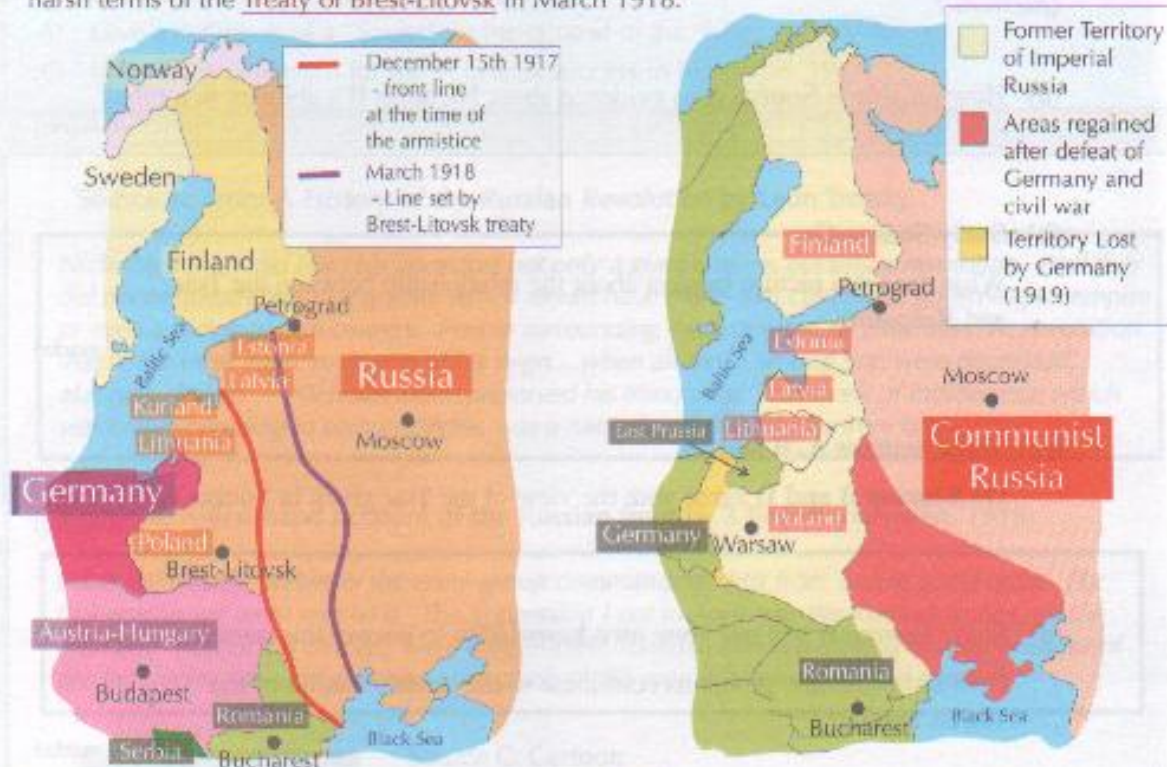 harsh terms of the Treaty of Brest-Litovsk in March 1918.
December 15th 1917
- front line
at the time of
the armistice
March 1918
- Line set by
Brest-Litovsk treaty
Norway
Sweden
Finland
Petrograd
Baltic Sea
Estonia
Latvia
Kurland
Lithuania
Russia
Moscow
Germany
Poland
Brest-Litovsk
Austria-Hungary
Budapest
Romania
Serbia
Bucharest
Black Sea
Former Territory
of Imperial
Russia
Areas regained
after defeat of
Germany and
civil war
Territory Lost
by Germany
(1919)
Finland
Petrograd
Baltic Sea
Estonia
Latvia
Lithuania
East Prussia
Moscow
Communist
Russia
Germany
Warsaw
Poland
Romania
Bucharest
Black Sea